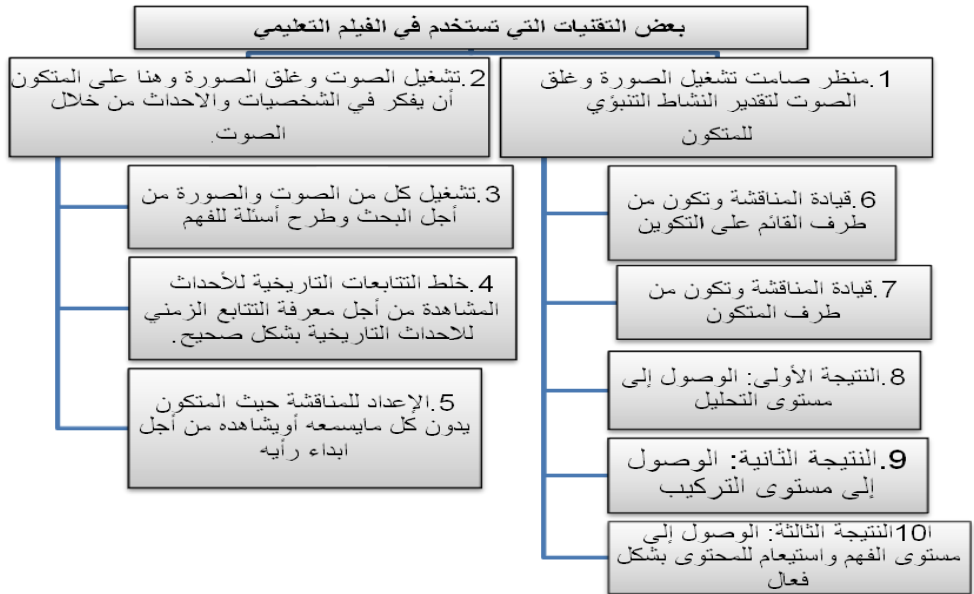 بعض التقنيات التي تستخدم في الفيلم التعليمي
1.منظر صامت تشغيل الصورة وغلق
الصوت لتقدير النشاط التنبؤي
للمتكون
2.تشغيل الصوت وغلق الصورة وهنا على المتكون
أن يفكر في الشخصيات والاحداث من خلال
الصوت.
3.تشغيل كل من الصوت والصورة من
أجل البحث وطرح أسئلة للفهم
4.خلط التتابعات التاريخية للأحداث
المشاهدة من أجل معرفة التتابع الزمني
للاحداث التاريخية بشكل صحيح.
5.الإعداد للمناقشة حيث المتكون
يدون كل مايسمعه أويشاهده من أجل
ابداء رأيه
6.قيادة المناقشة وتكون من
طرف القائم على التكوين
7.قيادة المناقشة وتكون من
طرف المتكون
8.النتيجة الأولى: الوصول إلى
مستوى التحليل
9.النتيجة الثانية: الوصول
إلى مستوى التركيب
ا10النتيجة الثالثة: الوصول إلى
مستوى الفهم واستيعام للمحتوى بشكل
فعال